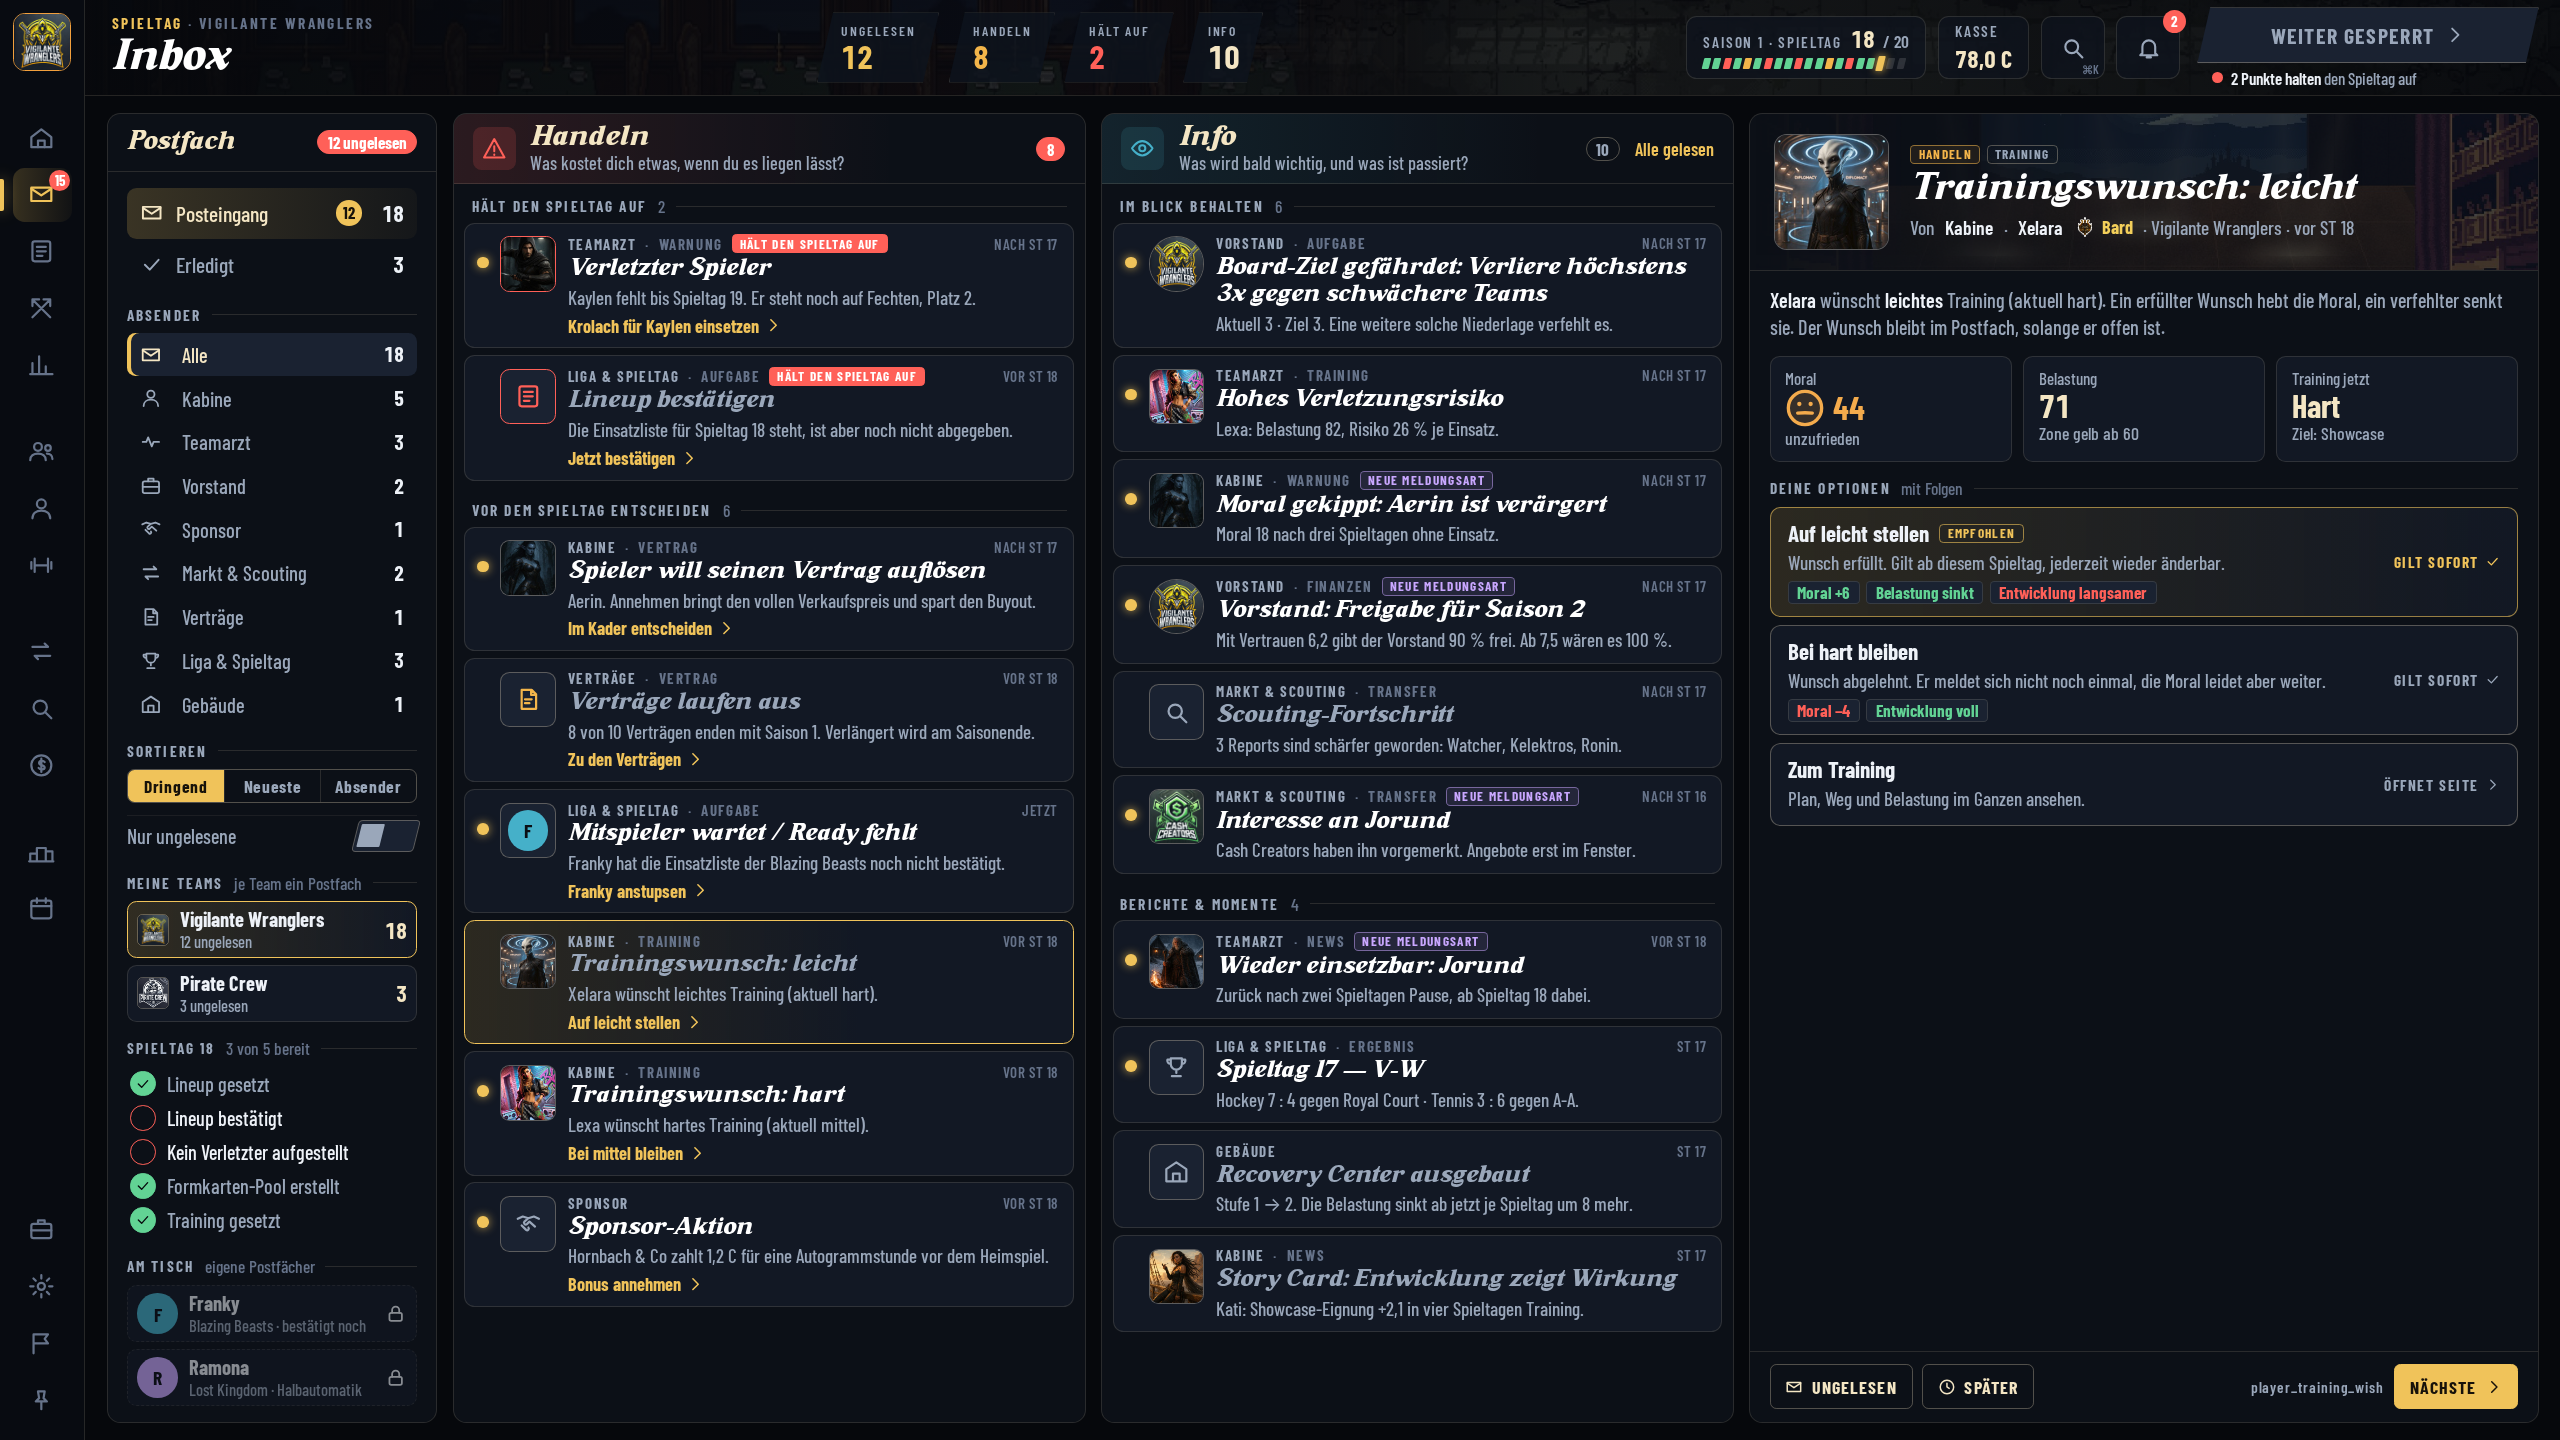 SPIELTAG · VIGILANTE WRANGLERS
Inbox
UNGELESEN
12
HANDELN
8
HÄLT AUF
2
INFO
10
SAISON 1 · SPIELTAG 18 / 20
KASSE
78,0 C
⌘K
2
WEITER GESPERRT
2 Punkte halten den Spieltag auf
15
Postfach
12 ungelesen
Posteingang 12 18
Erledigt 3
ABSENDER
Alle 18
Kabine 5
Teamarzt 3
Vorstand 2
Sponsor 1
Markt & Scouting 2
Verträge 1
Liga & Spieltag 3
Gebäude 1
SORTIEREN
Dringend Neueste Absender
Nur ungelesene
MEINE TEAMS je Team ein Postfach
Vigilante Wranglers
12 ungelesen
18
Pirate Crew
3 ungelesen
3
SPIELTAG 18 3 von 5 bereit
Lineup gesetzt
Lineup bestätigt
Kein Verletzter aufgestellt
Formkarten-Pool erstellt
Training gesetzt
AM TISCH eigene Postfächer
F
Franky
Blazing Beasts · bestätigt noch
R
Ramona
Lost Kingdom · Halbautomatik
Handeln
Was kostet dich etwas, wenn du es liegen lässt?
8
HÄLT DEN SPIELTAG AUF 2
TEAMARZT · WARNUNG HÄLT DEN SPIELTAG AUF NACH ST 17
Verletzter Spieler
Kaylen fehlt bis Spieltag 19. Er steht noch auf Fechten, Platz 2.
Krolach für Kaylen einsetzen
LIGA & SPIELTAG · AUFGABE HÄLT DEN SPIELTAG AUF VOR ST 18
Lineup bestätigen
Die Einsatzliste für Spieltag 18 steht, ist aber noch nicht abgegeben.
Jetzt bestätigen
VOR DEM SPIELTAG ENTSCHEIDEN 6
KABINE · VERTRAG NACH ST 17
Spieler will seinen Vertrag auflösen
Aerin. Annehmen bringt den vollen Verkaufspreis und spart den Buyout.
Im Kader entscheiden
VERTRÄGE · VERTRAG VOR ST 18
Verträge laufen aus
8 von 10 Verträgen enden mit Saison 1. Verlängert wird am Saisonende.
Zu den Verträgen
LIGA & SPIELTAG · AUFGABE JETZT
F
Mitspieler wartet / Ready fehlt
Franky hat die Einsatzliste der Blazing Beasts noch nicht bestätigt.
Franky anstupsen
KABINE · TRAINING VOR ST 18
Trainingswunsch: leicht
Xelara wünscht leichtes Training (aktuell hart).
Auf leicht stellen
KABINE · TRAINING VOR ST 18
Trainingswunsch: hart
Lexa wünscht hartes Training (aktuell mittel).
Bei mittel bleiben
SPONSOR VOR ST 18
Sponsor-Aktion
Hornbach & Co zahlt 1,2 C für eine Autogrammstunde vor dem Heimspiel.
Bonus annehmen
Info
Was wird bald wichtig, und was ist passiert?
10 Alle gelesen
IM BLICK BEHALTEN 6
VORSTAND · AUFGABE NACH ST 17
Board-Ziel gefährdet: Verliere höchstens
3x gegen schwächere Teams
Aktuell 3 · Ziel 3. Eine weitere solche Niederlage verfehlt es.
TEAMARZT · TRAINING NACH ST 17
Hohes Verletzungsrisiko
Lexa: Belastung 82, Risiko 26 % je Einsatz.
KABINE · WARNUNG NEUE MELDUNGSART NACH ST 17
Moral gekippt: Aerin ist verärgert
Moral 18 nach drei Spieltagen ohne Einsatz.
VORSTAND · FINANZEN NEUE MELDUNGSART NACH ST 17
Vorstand: Freigabe für Saison 2
Mit Vertrauen 6,2 gibt der Vorstand 90 % frei. Ab 7,5 wären es 100 %.
MARKT & SCOUTING · TRANSFER NACH ST 17
Scouting-Fortschritt
3 Reports sind schärfer geworden: Watcher, Kelektros, Ronin.
MARKT & SCOUTING · TRANSFER NEUE MELDUNGSART NACH ST 16
Interesse an Jorund
Cash Creators haben ihn vorgemerkt. Angebote erst im Fenster.
BERICHTE & MOMENTE 4
TEAMARZT · NEWS NEUE MELDUNGSART VOR ST 18
Wieder einsetzbar: Jorund
Zurück nach zwei Spieltagen Pause, ab Spieltag 18 dabei.
LIGA & SPIELTAG · ERGEBNIS ST 17
Spieltag 17 — V-W
Hockey 7 : 4 gegen Royal Court · Tennis 3 : 6 gegen A-A.
GEBÄUDE ST 17
Recovery Center ausgebaut
Stufe 1 → 2. Die Belastung sinkt ab jetzt je Spieltag um 8 mehr.
KABINE · NEWS ST 17
Story Card: Entwicklung zeigt Wirkung
Kati: Showcase-Eignung +2,1 in vier Spieltagen Training.
HANDELN TRAINING
Trainingswunsch: leicht
Von Kabine · Xelara Bard · Vigilante Wranglers · vor ST 18
Xelara wünscht leichtes Training (aktuell hart). Ein erfüllter Wunsch hebt die Moral, ein verfehlter senkt
sie. Der Wunsch bleibt im Postfach, solange er offen ist.
Moral
44
unzufrieden
Belastung
71
Zone gelb ab 60
Training jetzt
Hart
Ziel: Showcase
DEINE OPTIONEN mit Folgen
Auf leicht stellen EMPFOHLEN
Wunsch erfüllt. Gilt ab diesem Spieltag, jederzeit wieder änderbar.
GILT SOFORT
Moral +6 Belastung sinkt Entwicklung langsamer
Bei hart bleiben
Wunsch abgelehnt. Er meldet sich nicht noch einmal, die Moral leidet aber weiter.
GILT SOFORT
Moral −4 Entwicklung voll
Zum Training
Plan, Weg und Belastung im Ganzen ansehen.
ÖFFNET SEITE
UNGELESEN SPÄTER player_training_wish NÄCHSTE